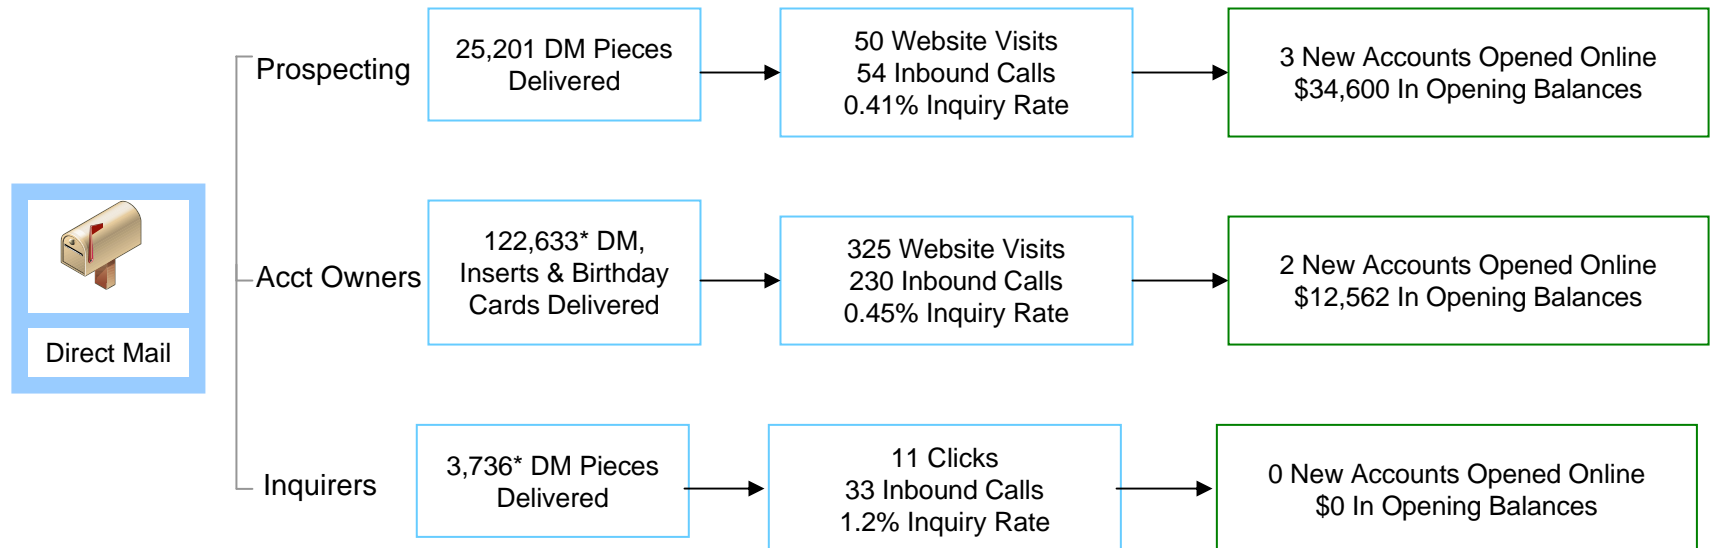 Direct Mail
Prospecting
25,201 DM Pieces
Delivered
50 Website Visits
54 Inbound Calls
0.41% Inquiry Rate
3 New Accounts Opened Online
$34,600 In Opening Balances
Acct Owners
122,633* DM,
Inserts & Birthday
Cards Delivered
325 Website Visits
230 Inbound Calls
0.45% Inquiry Rate
2 New Accounts Opened Online
$12,562 In Opening Balances
Inquirers
3,736* DM Pieces
Delivered
11 Clicks
33 Inbound Calls
1.2% Inquiry Rate
0 New Accounts Opened Online
$0 In Opening Balances